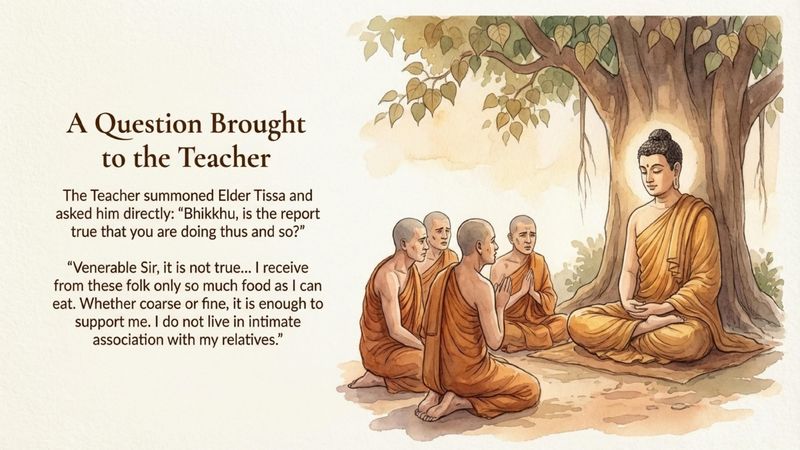 A Question Brought
to the Teacher
The Teacher summoned Elder Tissa and
asked him directly: “Bhikkhu, is the report
true that you are doing thus and so?”
“Venerable Sir, it is not true... I receive
from these folk only so much food as I can
eat. Whether coarse or fine, it is enough to
support me. I do not live in intimate
association with my relatives.”